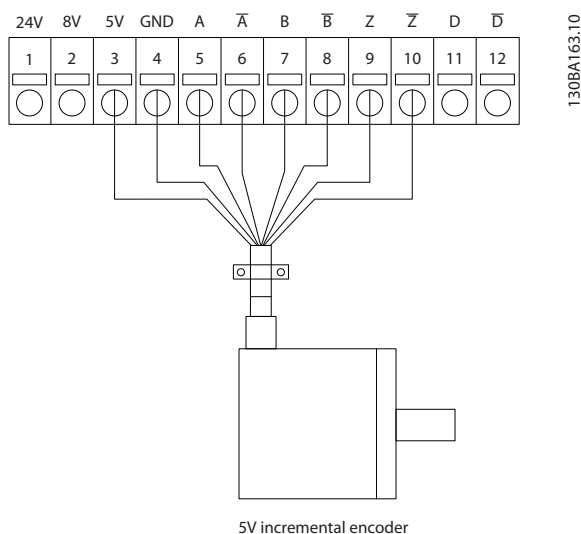 24V 8V 5V GND A A̅ B B̅ Z Z̅ D D̅
1 2 3 4 5 6 7 8 9 10 11 12
130BA163.10
5V incremental encoder